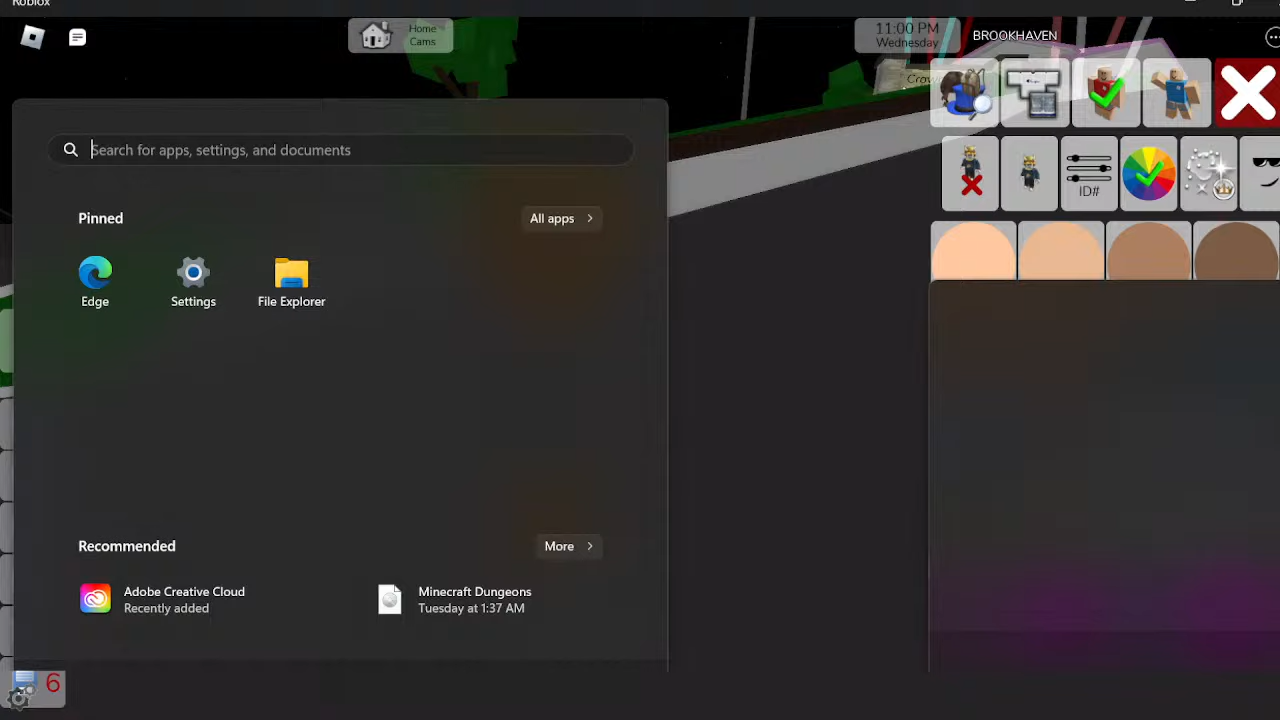 Roblox
Home
Cams
11:00 PM
Wednesday
BROOKHAVEN
Crow
ID#
Search for apps, settings, and documents
Pinned
All apps
Edge
Settings
File Explorer
Recommended
More
Adobe Creative Cloud
Recently added
Minecraft Dungeons
Tuesday at 1:37 AM
6